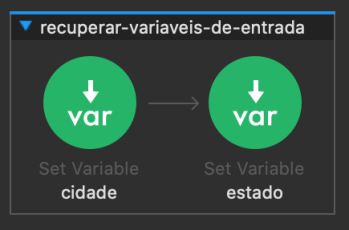 recuperar-variaveis-de-entrada
var
var
Set Variable
Set Variable
cidade
estado